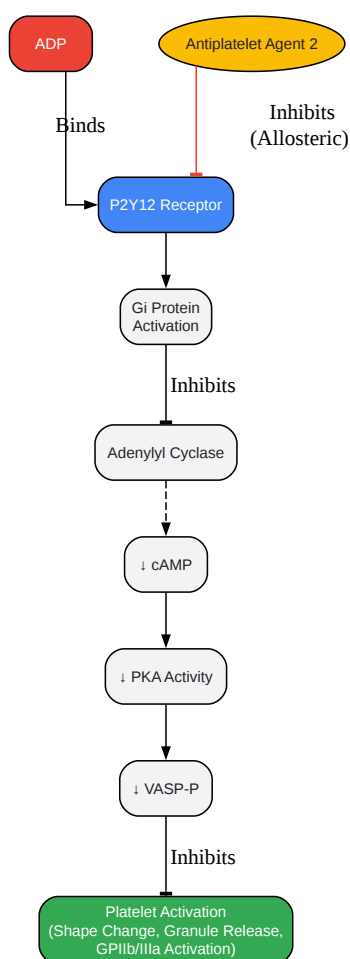 ADP
Antiplatelet Agent 2
Binds
Inhibits
(Allosteric)
P2Y12 Receptor
Gi Protein
Activation
Inhibits
Adenylyl Cyclase
↓ cAMP
↓ PKA Activity
↓ VASP-P
Inhibits
Platelet Activation
(Shape Change, Granule Release,
GPIIb/IIIa Activation)